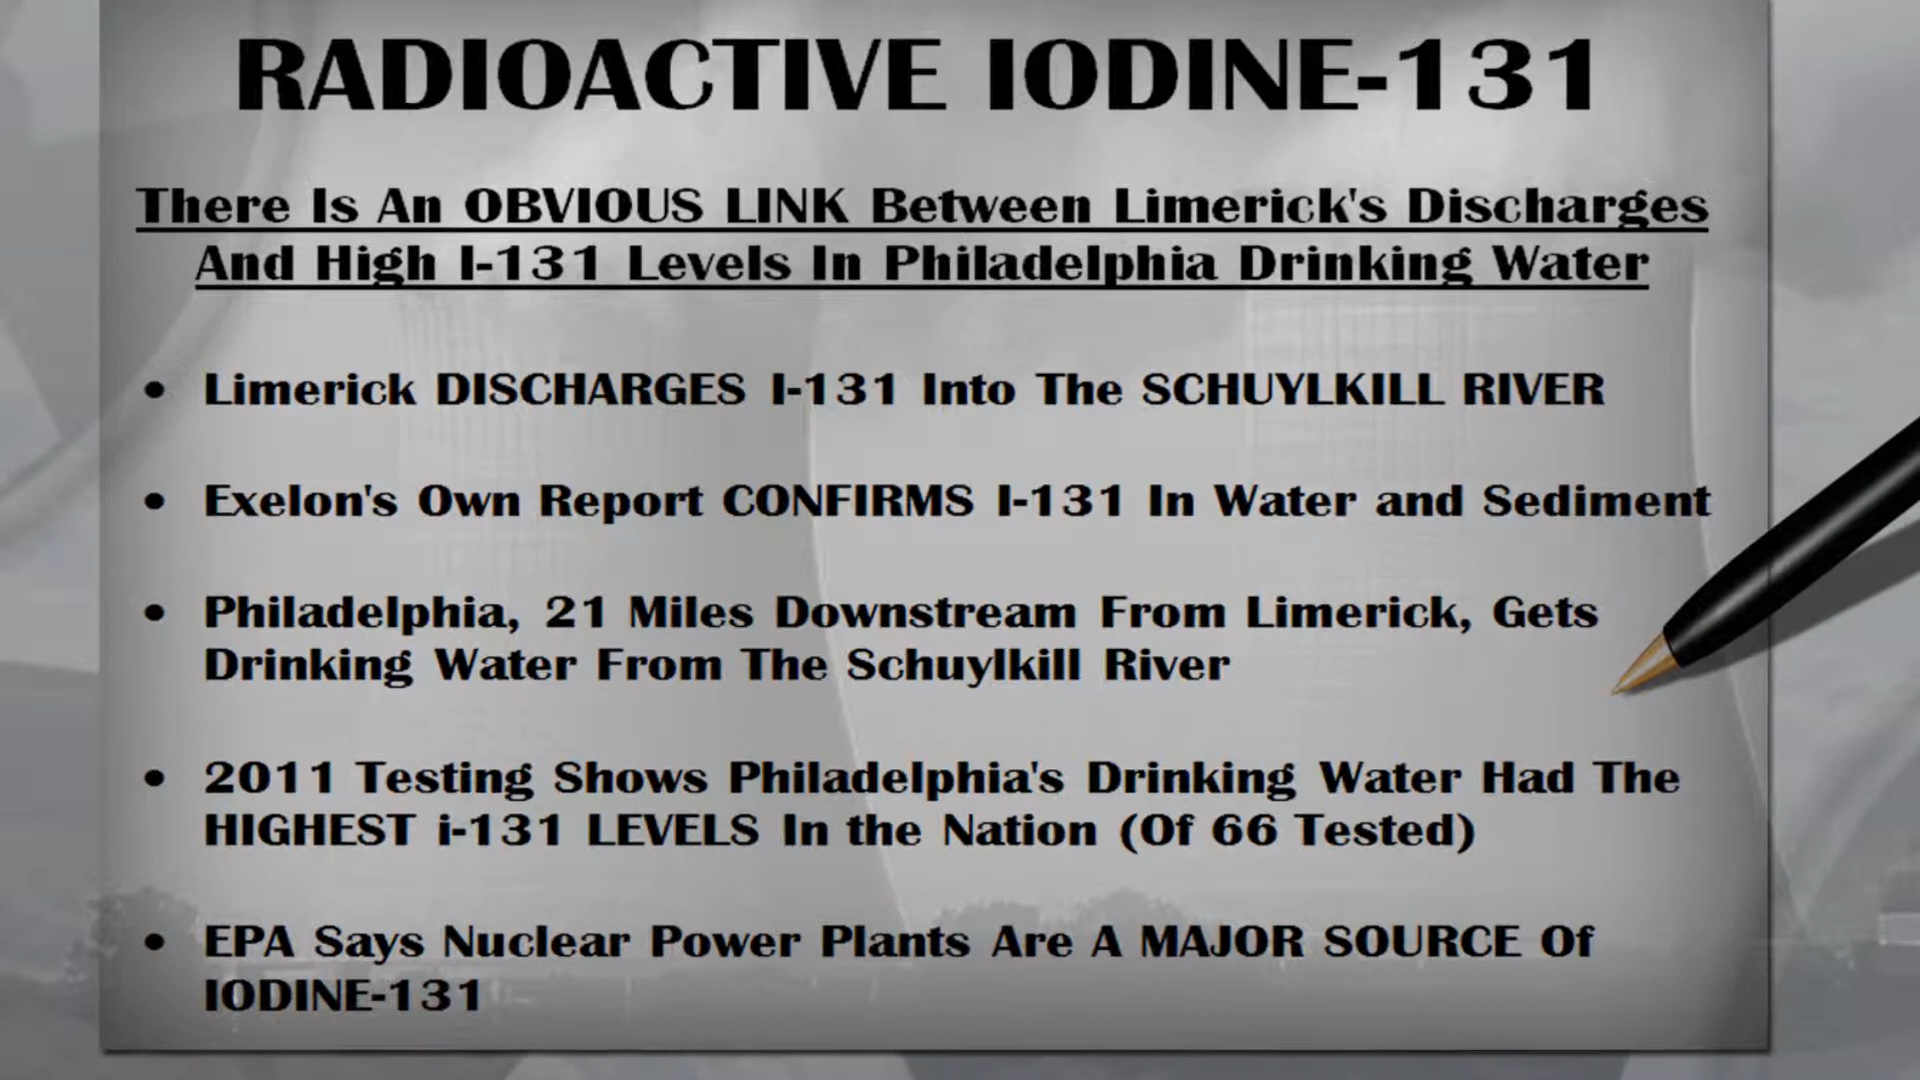 RADIOACTIVE IODINE-131
There Is An OBVIOUS LINK Between Limerick's Discharges
And High I-131 Levels In Philadelphia Drinking Water
• Limerick DISCHARGES I-131 Into The SCHUYLKILL RIVER
• Exelon's Own Report CONFIRMS I-131 In Water and Sediment
• Philadelphia, 21 Miles Downstream From Limerick, Gets
Drinking Water From The Schuylkill River
• 2011 Testing Shows Philadelphia's Drinking Water Had The
HIGHEST i-131 LEVELS In the Nation (Of 66 Tested)
• EPA Says Nuclear Power Plants Are A MAJOR SOURCE Of
IODINE-131